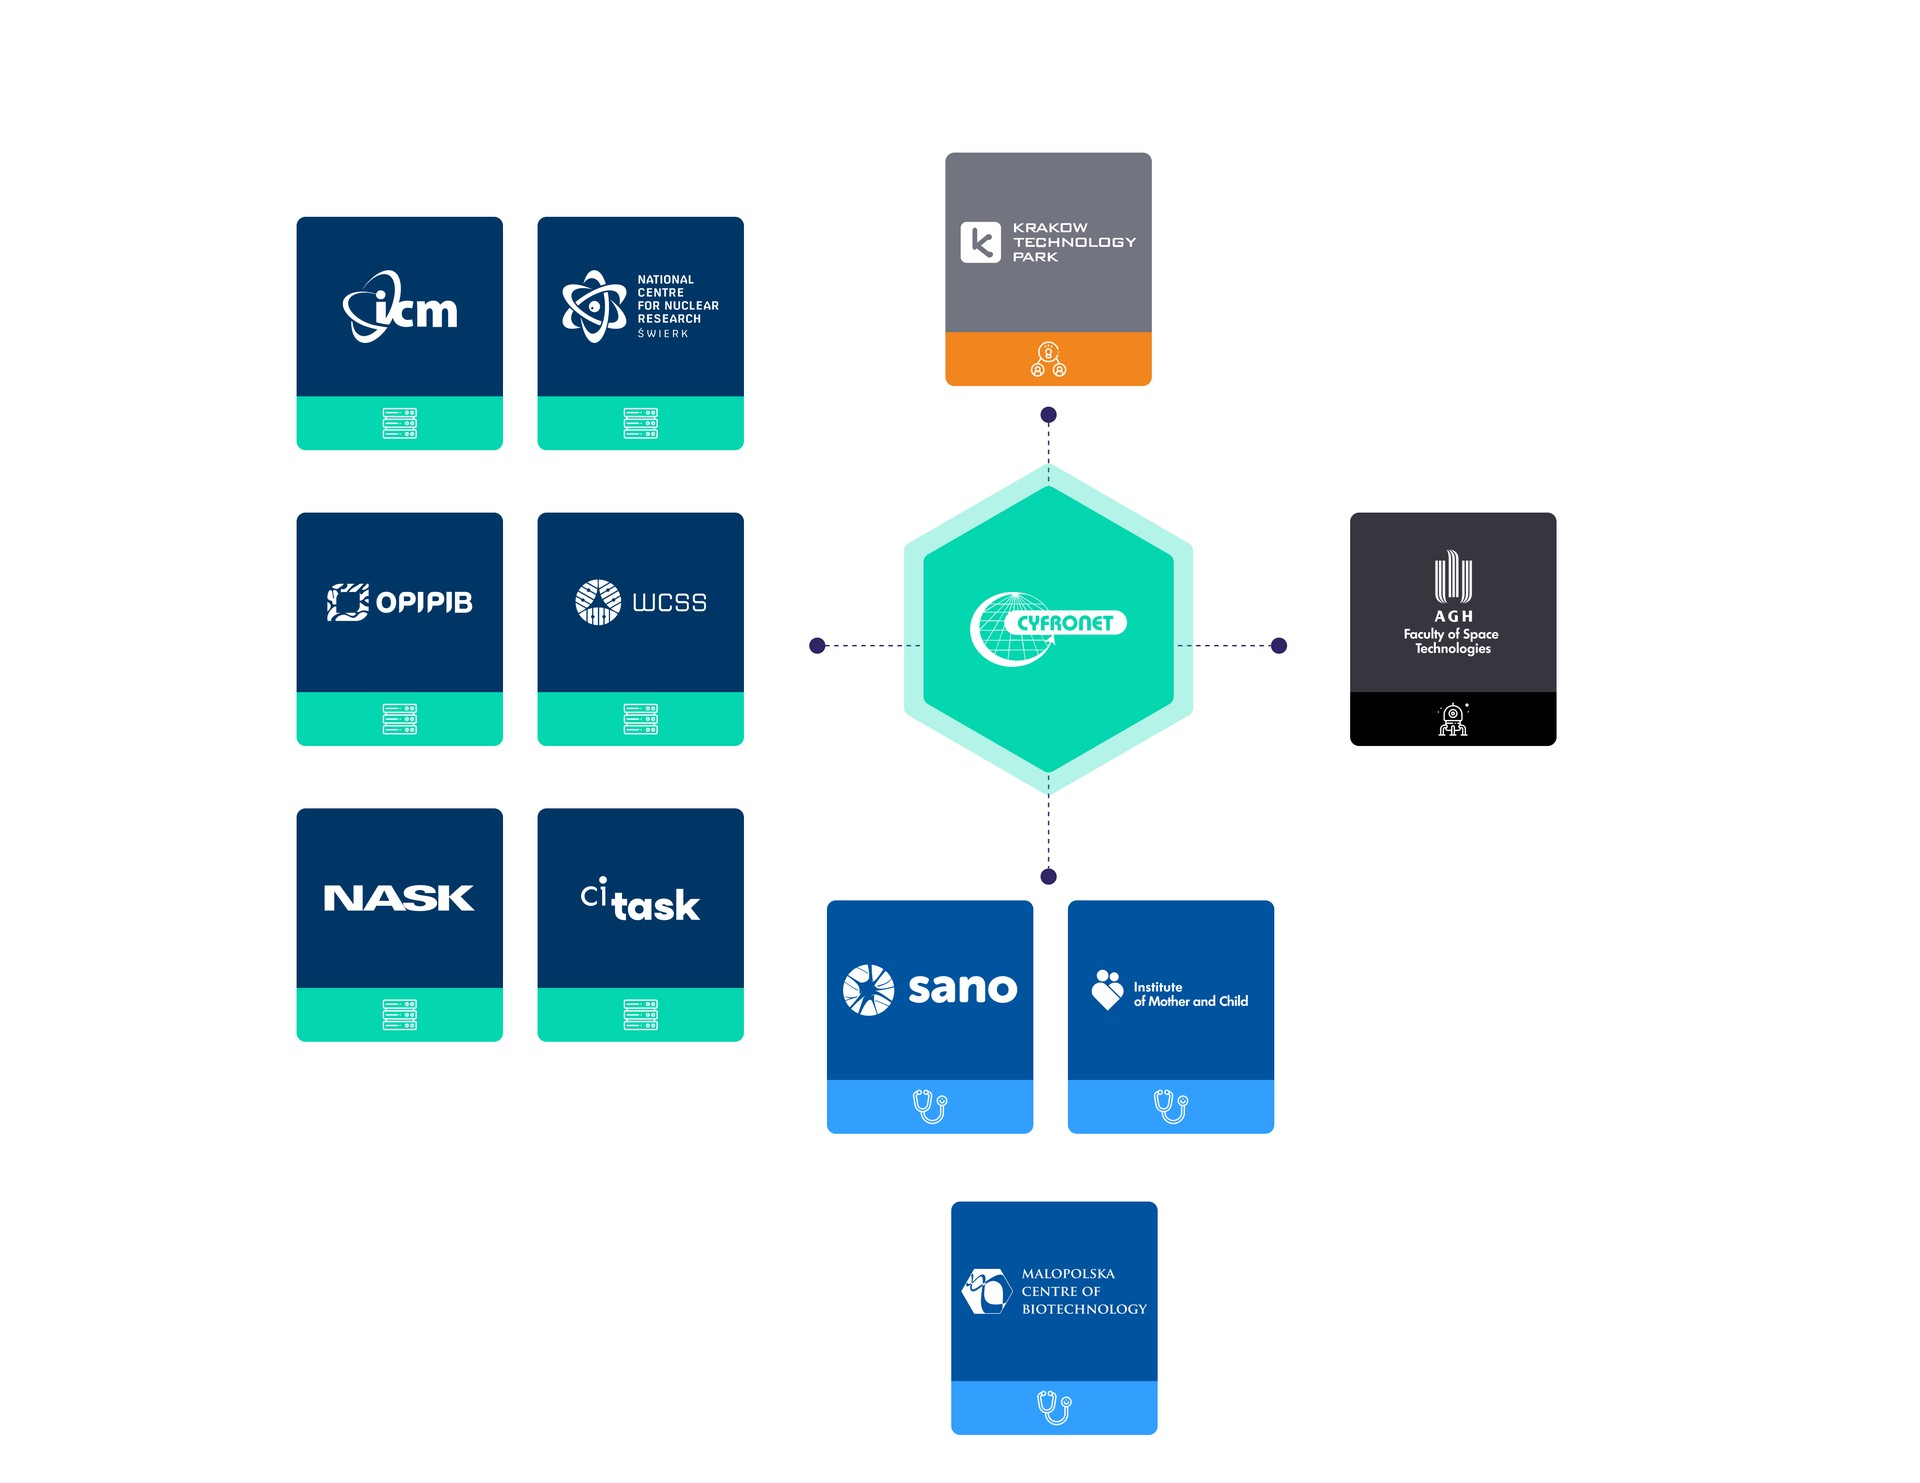 KRAKOW
TECHNOLOGY
PARK
icm
NATIONAL
CENTRE
FOR NUCLEAR
RESEARCH
ŚWIERK
OPIPIB
WCSS
CYFRONET
AGH
Faculty of Space
Technologies
NASK
ci task
sano
Institute
of Mother and Child
MALOPOLSKA
CENTRE OF
BIOTECHNOLOGY